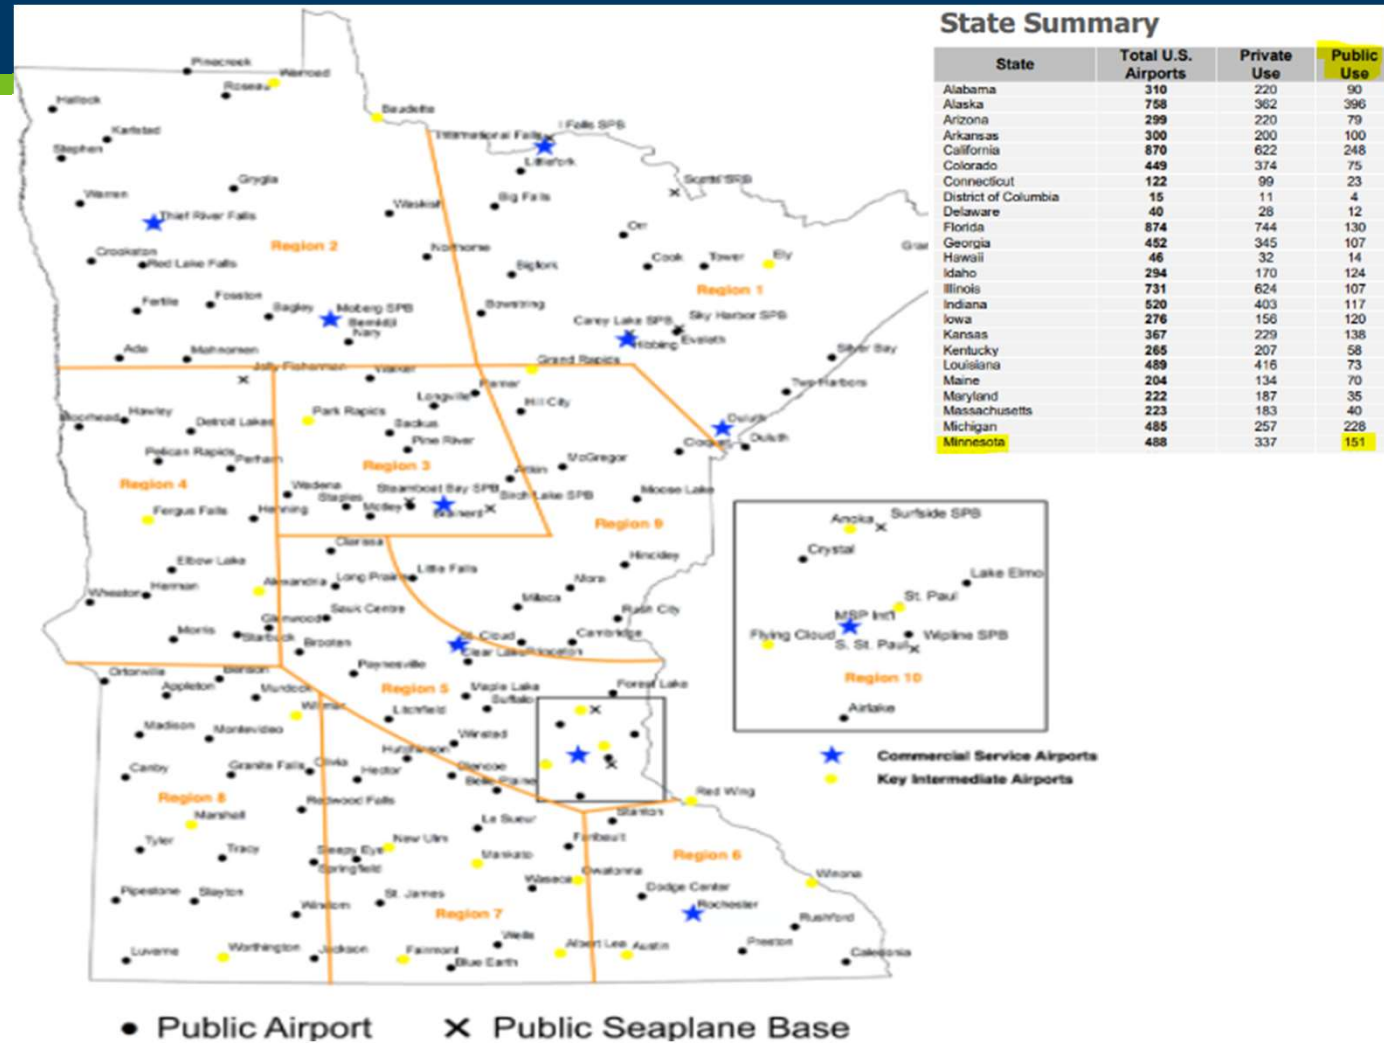 State Summary
State Total U.S. Airports Private Use Public Use
Alabama 310 220 90
Alaska 758 362 396
Arizona 299 220 79
Arkansas 300 200 100
California 870 622 248
Colorado 449 374 75
Connecticut 122 99 23
District of Columbia 15 11 4
Delaware 40 28 12
Florida 874 744 130
Georgia 452 345 107
Hawaii 46 32 14
Idaho 294 170 124
Illinois 731 624 107
Indiana 520 403 117
Iowa 276 156 120
Kansas 367 229 138
Kentucky 265 207 58
Louisiana 489 416 73
Maine 204 134 70
Maryland 222 187 35
Massachusetts 223 183 40
Michigan 485 257 228
Minnesota 488 337 151
Pinecreek
Warroad
Roseau
Hallock
Baudette
Karlstad
I Falls SPB
International Falls
Stephen
Littlefork
Grygla
Scotts SPB
Warren
Big Falls
Waskish
Thief River Falls
Orr
Region 2
Northome
Crookston
Red Lake Falls
Cook
Tower
Ely
Bigfork
Region 1
Fertile
Fosston
Bagley
Moberg SPB
Bemidji
Nary
Bowstring
Carey Lake SPB
Sky Harbor SPB
Hibbing
Eveleth
Ada
Mahnomen
Silver Bay
Grand Rapids
Jolly Fisherman
Walker
Two Harbors
Remer
Longville
Hill City
Moorhead
Hawley
Detroit Lakes
Park Rapids
Backus
Duluth
Pine River
Cloquet
Duluth
Pelican Rapids
Perham
Region 3
McGregor
Aitkin
Region 4
Wadena
Staples
Steamboat Bay SPB
Birch Lake SPB
Moose Lake
Fergus Falls
Henning
Motley
Brainerd
Region 9
Clarissa
Elbow Lake
Little Falls
Hinckley
Alexandria
Long Prairie
Mora
Wheaton
Herman
Milaca
Sauk Centre
Rush City
Glenwood
Morris
Starbuck
Brooten
St. Cloud
Cambridge
Clear Lake
Princeton
Ortonville
Benson
Paynesville
Appleton
Murdock
Region 5
Maple Lake
Forest Lake
Buffalo
Willmar
Litchfield
Madison
Montevideo
Winsted
Hutchinson
Canby
Granite Falls
Olivia
Hector
Glencoe
Belle Plaine
Region 8
Redwood Falls
Red Wing
Marshall
Le Sueur
Stanton
Tyler
Tracy
Sleepy Eye
New Ulm
Mankato
Faribault
Region 6
Springfield
Waseca
Owatonna
Winona
Pipestone
Slayton
St. James
Dodge Center
Windom
Region 7
Rochester
Rushford
Luverne
Worthington
Jackson
Fairmont
Wells
Blue Earth
Albert Lea
Austin
Preston
Caledonia
Anoka
Surfside SPB
Crystal
Lake Elmo
St. Paul
MSP Int'l
Flying Cloud
S. St. Paul
Wipline SPB
Region 10
Airlake
Commercial Service Airports
Key Intermediate Airports
Public Airport
Public Seaplane Base